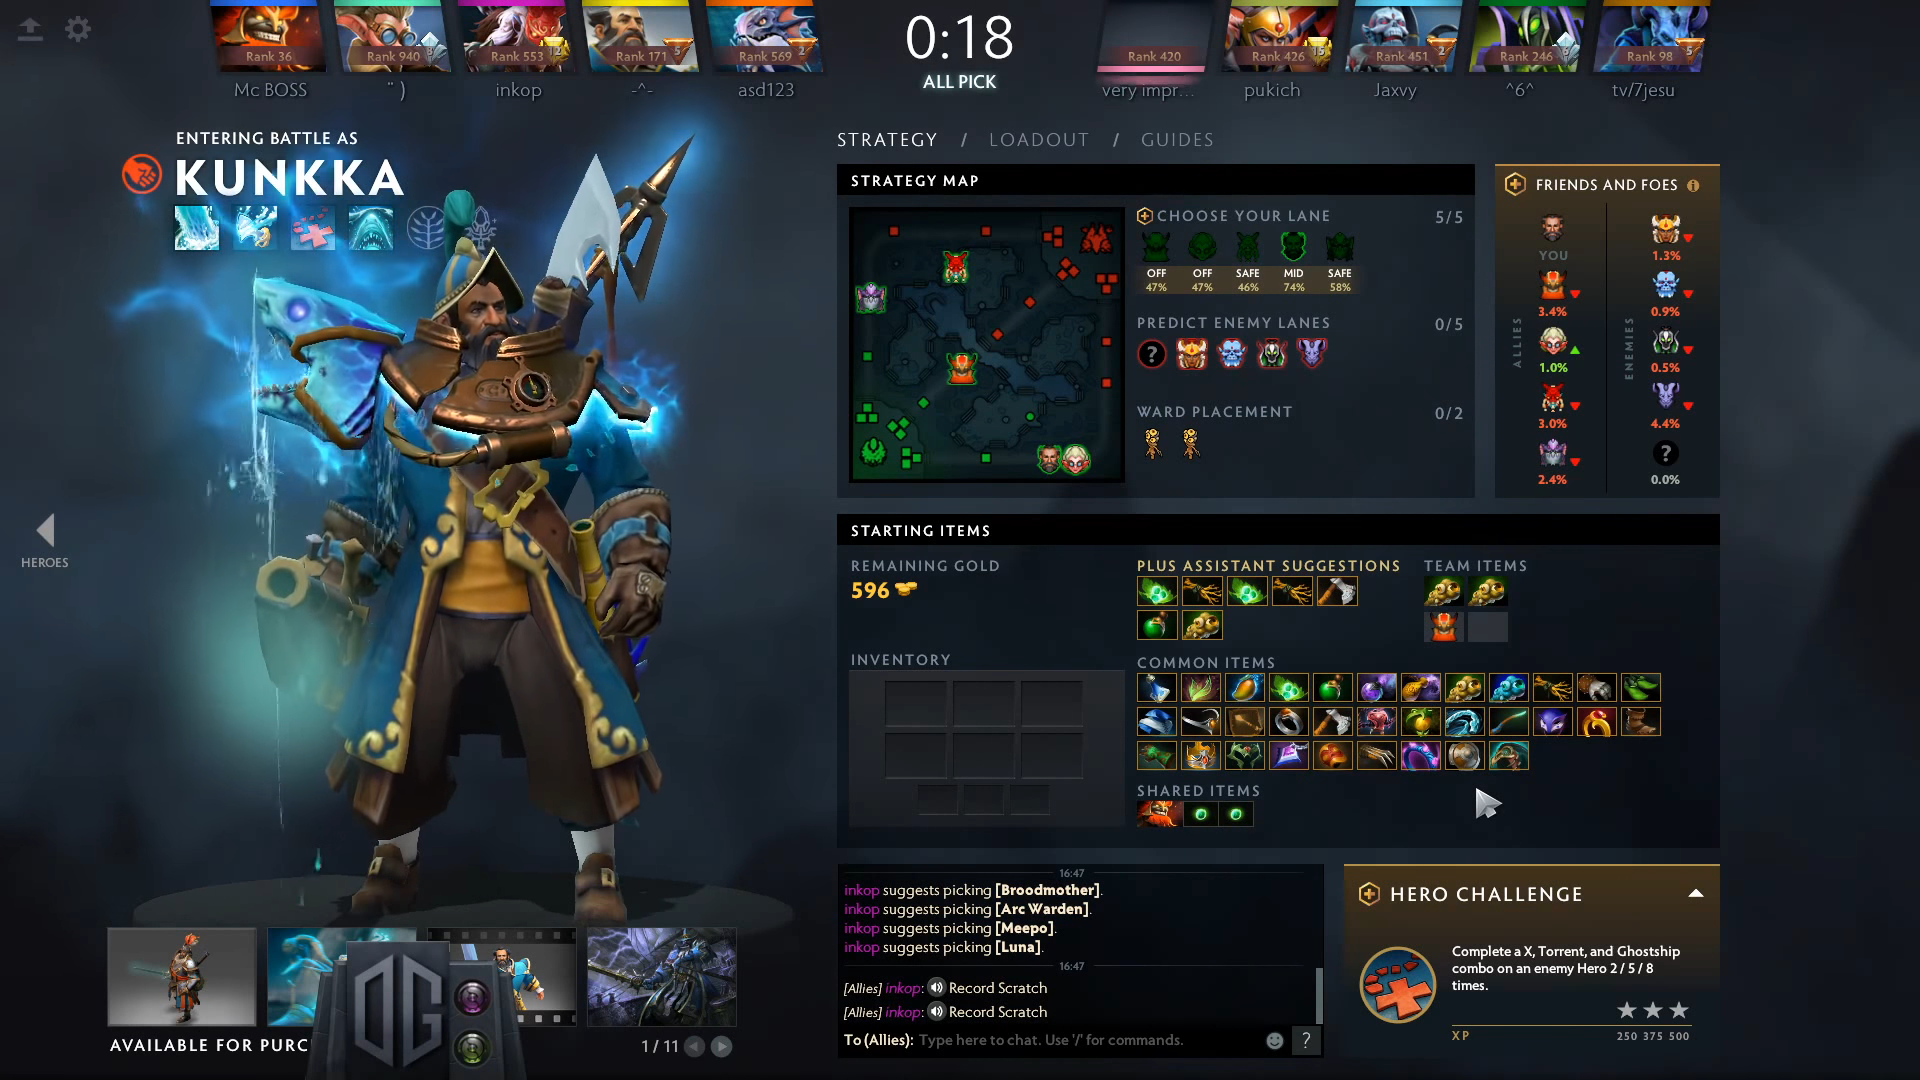 Rank 36
Rank 940
8
Rank 553
12
Rank 171
5
Rank 569
2
0:18
ALL PICK
Rank 420
Rank 426
15
Rank 451
2
Rank 246
Rank 98
5
Mc BOSS
¨ )
inkop
-^-
asd123
very impr...
pukich
Jaxvy
^6^
tv/7jesu
ENTERING BATTLE AS
KUNKKA
STRATEGY / LOADOUT / GUIDES
STRATEGY MAP
CHOOSE YOUR LANE 5/5
OFF OFF SAFE MID SAFE
47% 47% 46% 74% 58%
PREDICT ENEMY LANES 0/5
?
WARD PLACEMENT 0/2
FRIENDS AND FOES i
YOU 1.3%
3.4% 0.9%
ALLIES
ENEMIES
1.0% 0.5%
3.0% 4.4%
?
2.4% 0.0%
HEROES
STARTING ITEMS
REMAINING GOLD
596
PLUS ASSISTANT SUGGESTIONS
TEAM ITEMS
INVENTORY
COMMON ITEMS
SHARED ITEMS
16:47
inkop suggests picking [Broodmother].
inkop suggests picking [Arc Warden].
inkop suggests picking [Meepo].
inkop suggests picking [Luna].
16:47
[Allies] inkop: Record Scratch
[Allies] inkop: Record Scratch
To (Allies): Type here to chat. Use '/' for commands.
?
HERO CHALLENGE
Complete a X, Torrent, and Ghostship
combo on an enemy Hero 2 / 5 / 8
times.
XP 250 375 500
OG
AVAILABLE FOR PURC
1 / 11